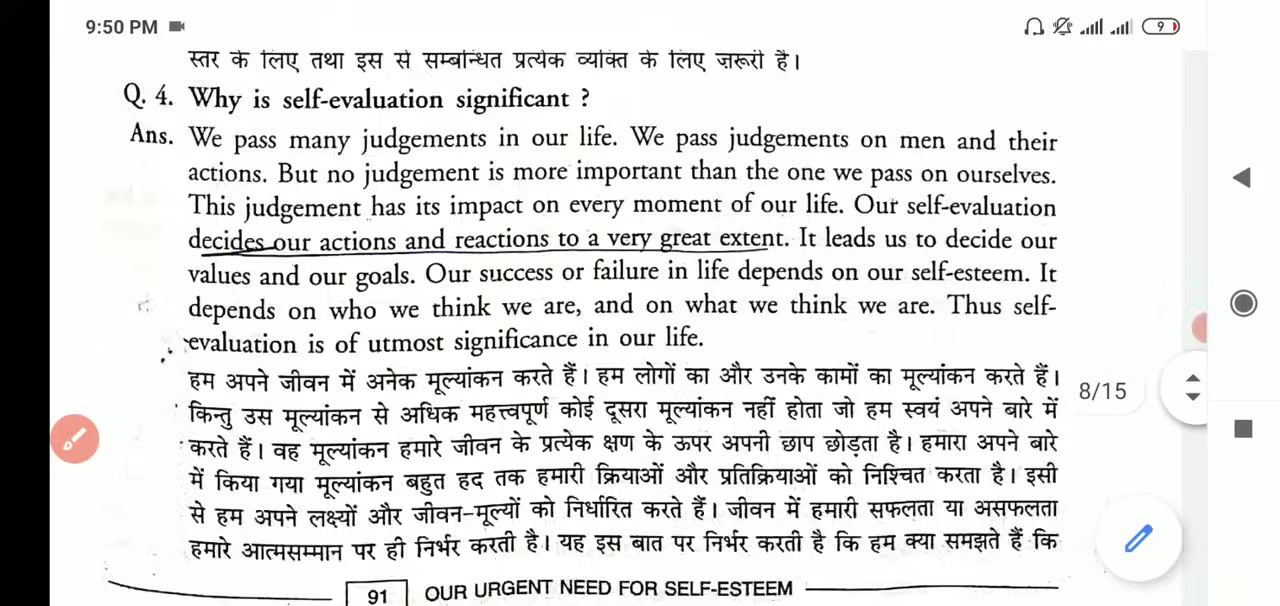 9:50 PM
9
स्तर के लिए तथा इस से सम्बन्धित प्रत्येक व्यक्ति के लिए ज़रूरी है।
Q. 4. Why is self-evaluation significant ?
Ans. We pass many judgements in our life. We pass judgements on men and their
actions. But no judgement is more important than the one we pass on ourselves.
This judgement has its impact on every moment of our life. Our self-evaluation
decides our actions and reactions to a very great extent. It leads us to decide our
values and our goals. Our success or failure in life depends on our self-esteem. It
depends on who we think we are, and on what we think we are. Thus self-
evaluation is of utmost significance in our life.
हम अपने जीवन में अनेक मूल्यांकन करते हैं। हम लोगों का और उनके कामों का मूल्यांकन करते हैं।
किन्तु उस मूल्यांकन से अधिक महत्त्वपूर्ण कोई दूसरा मूल्यांकन नहीं होता जो हम स्वयं अपने बारे में
करते हैं। वह मूल्यांकन हमारे जीवन के प्रत्येक क्षण के ऊपर अपनी छाप छोड़ता है। हमारा अपने बारे
में किया गया मूल्यांकन बहुत हद तक हमारी क्रियाओं और प्रतिक्रियाओं को निश्चित करता है। इसी
से हम अपने लक्ष्यों और जीवन-मूल्यों को निर्धारित करते हैं। जीवन में हमारी सफलता या असफलता
हमारे आत्मसम्मान पर ही निर्भर करती है। यह इस बात पर निर्भर करती है कि हम क्या समझते हैं कि
8/15
91 OUR URGENT NEED FOR SELF-ESTEEM